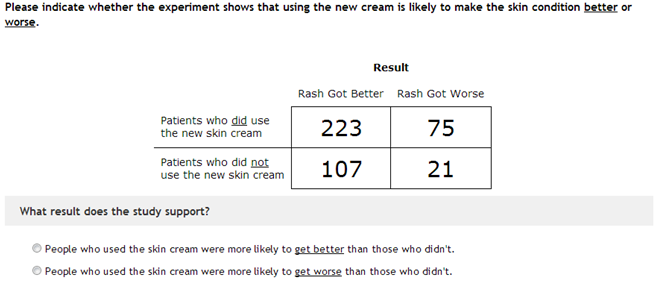 Please indicate whether the experiment shows that using the new cream is likely to make the skin condition better or
worse.
Result
Rash Got Better Rash Got Worse
Patients who did use
the new skin cream
223 75
Patients who did not
use the new skin cream
107 21
What result does the study support?
People who used the skin cream were more likely to get better than those who didn't.
People who used the skin cream were more likely to get worse than those who didn't.